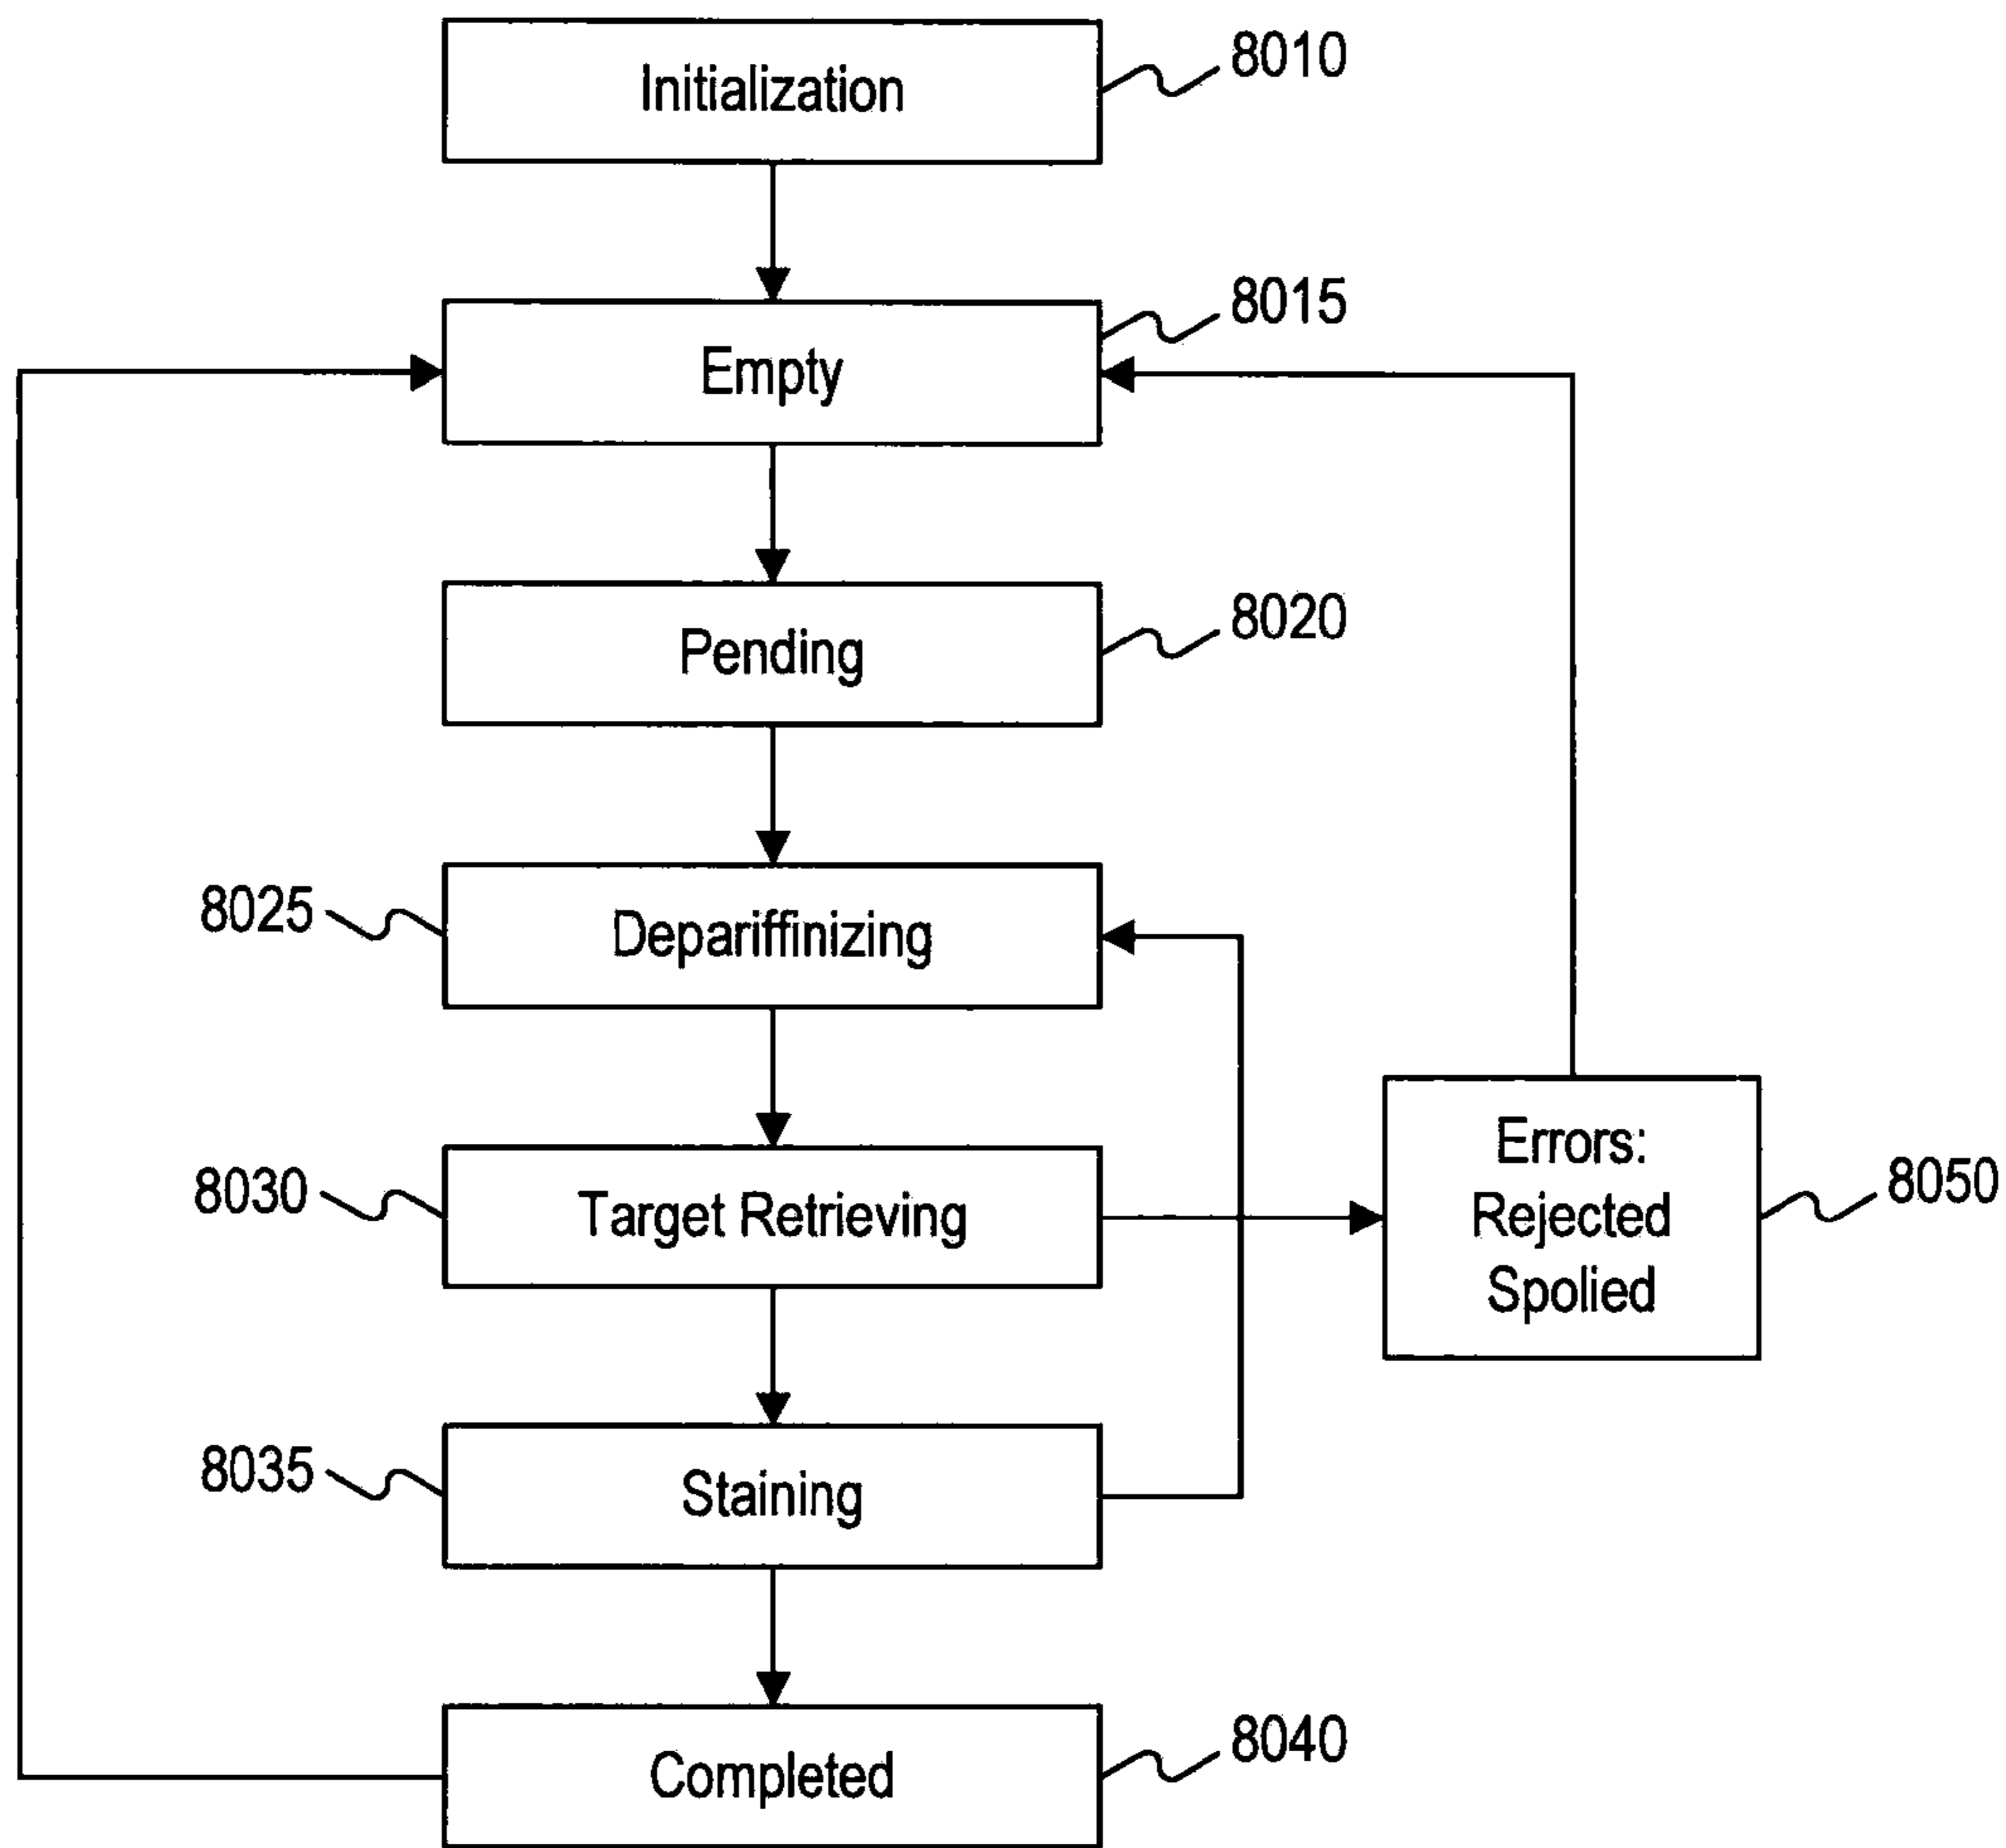 Initialization
8010
Empty
8015
Pending
8020
8025
Depariffinizing
8030
Target Retrieving
Errors:
Rejected
Spolied
8050
8035
Staining
Completed
8040